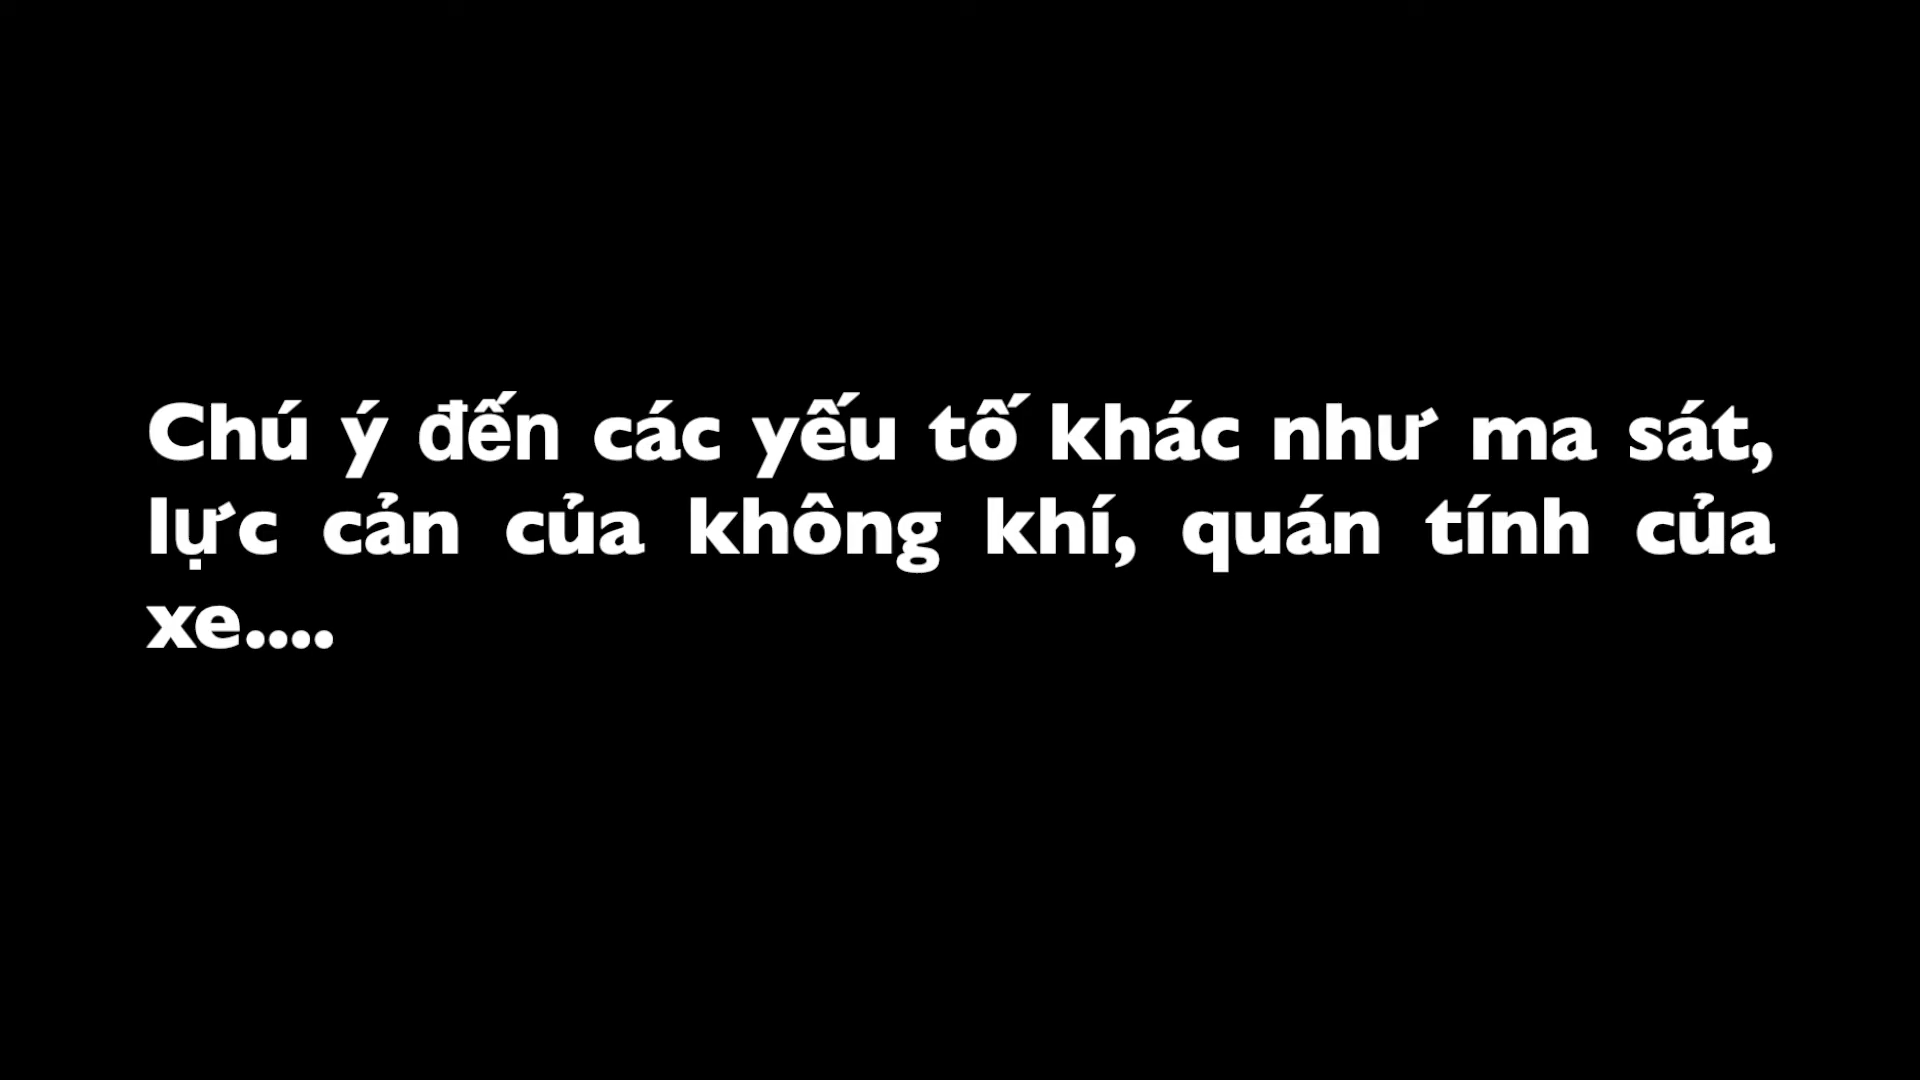 Chú ý đến các yếu tố khác như ma sát,
lực cản của không khí, quán tính của
xe....